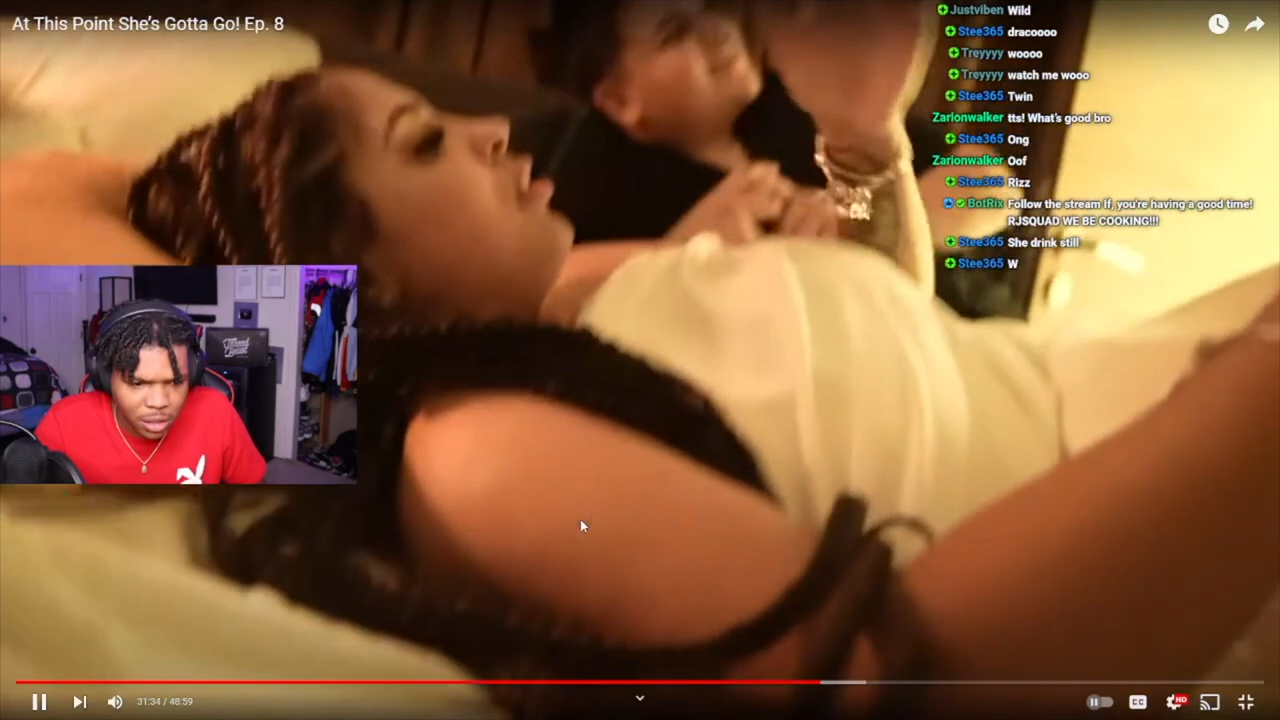 At This Point She's Gotta Go! Ep. 8
Justviben Wild
Stee365 dracoooo
Treyyyy woooo
Treyyyy watch me wooo
Stee365 Twin
Zarionwalker tts! What's good bro
Stee365 Ong
Zarionwalker Oof
Stee365 Rizz
BotRix Follow the stream If, you're having a good time!
RJSQUAD WE BE COOKING!!!
Stee365 She drink still
Stee365 W
31:34 / 48:59
CC
HD